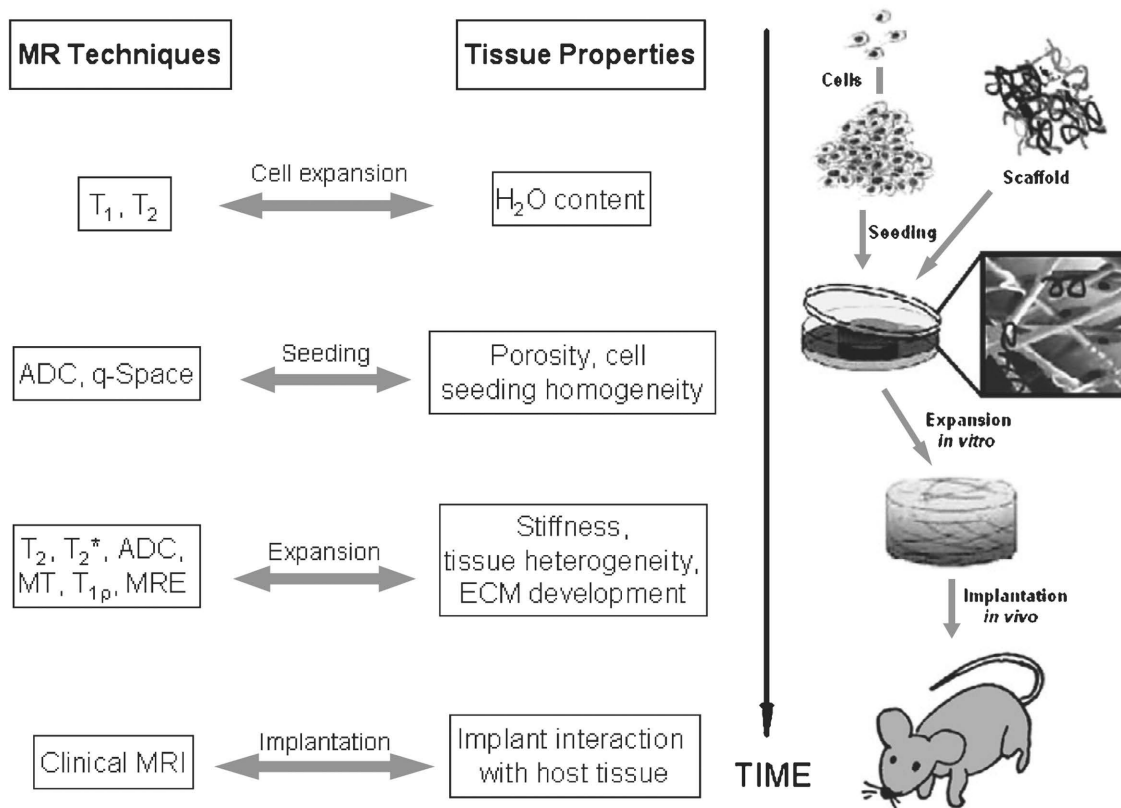 MR Techniques
Tissue Properties
T₁, T₂
Cell expansion
H₂O content
ADC, q-Space
Seeding
Porosity, cell
seeding homogeneity
T₂, T₂*, ADC,
MT, T₁ρ, MRE
Expansion
Stiffness,
tissue heterogeneity,
ECM development
Clinical MRI
Implantation
Implant interaction
with host tissue
TIME
Cells
Scaffold
Seeding
Expansion
in vitro
Implantation
in vivo